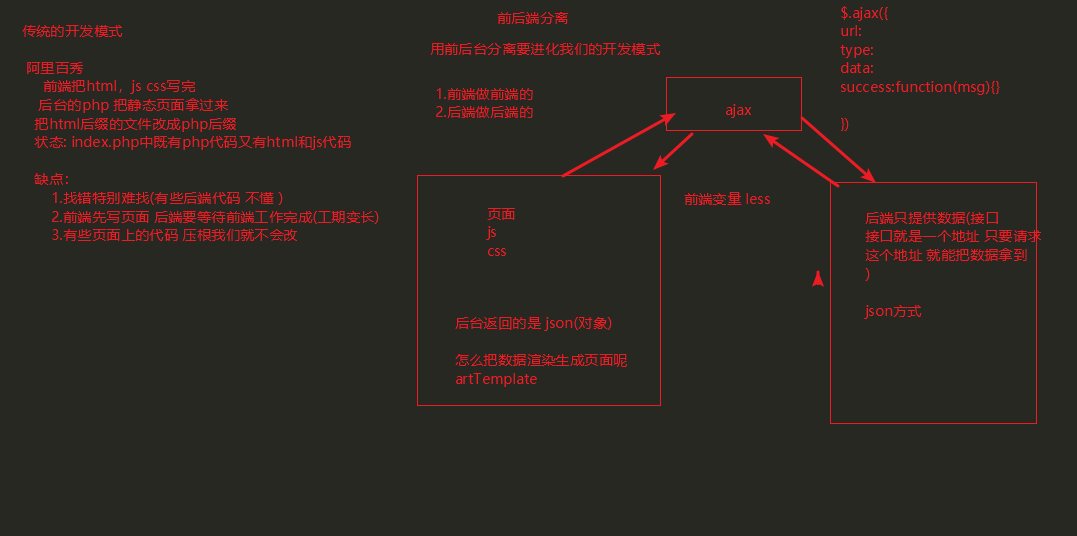 传统的开发模式
阿里百秀
前端把html，js css写完
后台的php 把静态页面拿过来
把html后缀的文件改成php后缀
状态: index.php中既有php代码又有html和js代码
缺点:
1.找错特别难找(有些后端代码 不懂 )
2.前端先写页面 后端要等待前端工作完成(工期变长)
3.有些页面上的代码 压根我们就不会改
前后端分离
用前后台分离要进化我们的开发模式
1.前端做前端的
2.后端做后端的
ajax
$.ajax({
url:
type:
data:
success:function(msg){}
})
页面
js
css
后台返回的是 json(对象)
怎么把数据渲染生成页面呢
artTemplate
前端变量 less
后端只提供数据(接口
接口就是一个地址 只要请求
这个地址 就能把数据拿到
)
json方式